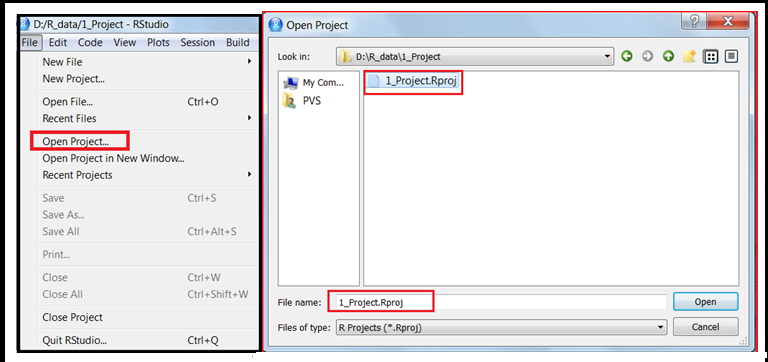 D:/R_data/1_Project - RStudio
File Edit Code View Plots Session Build
New File
New Project...
Open File... Ctrl+O
Recent Files
Open Project...
Open Project in New Window...
Recent Projects
Save Ctrl+S
Save As...
Save All Ctrl+Alt+S
Print...
Close Ctrl+W
Close All Ctrl+Shift+W
Close Project
Quit RStudio... Ctrl+Q
Open Project
Look in: D:\R_data\1_Project
My Com...
PVS
1_Project.Rproj
File name: 1_Project.Rproj Open
Files of type: R Projects (*.Rproj) Cancel